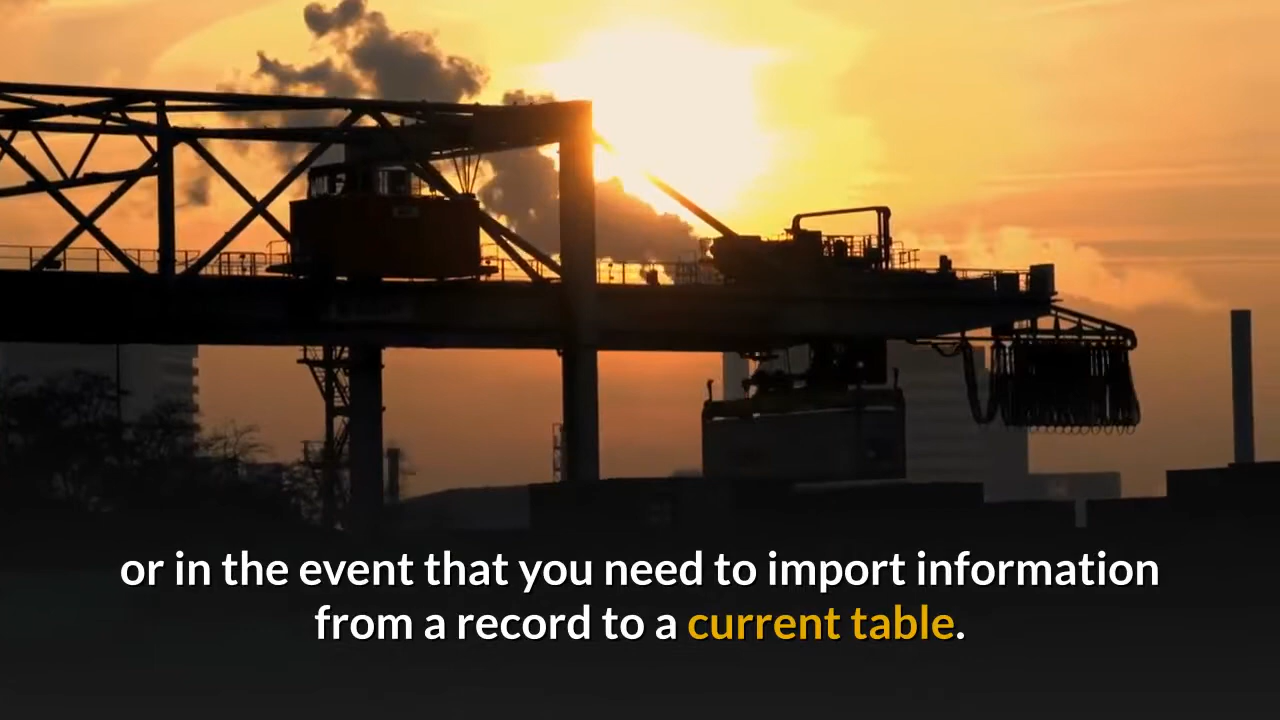 or in the event that you need to import information
from a record to a current table.